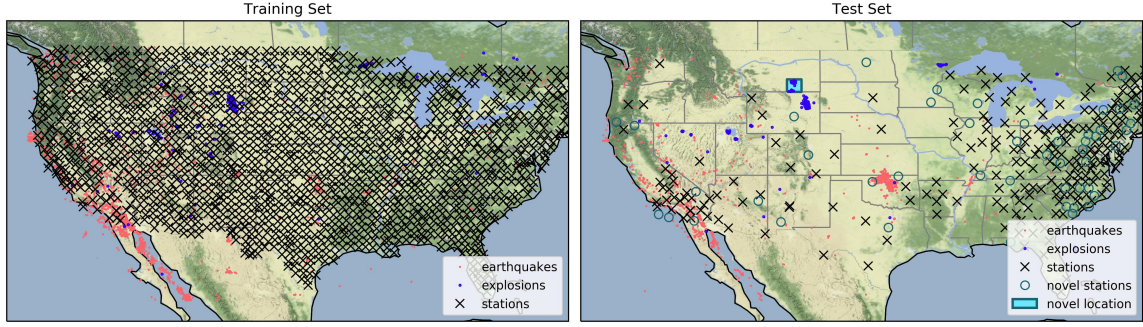 Training Set
earthquakes
explosions
stations
Test Set
earthquakes
explosions
stations
novel stations
novel location